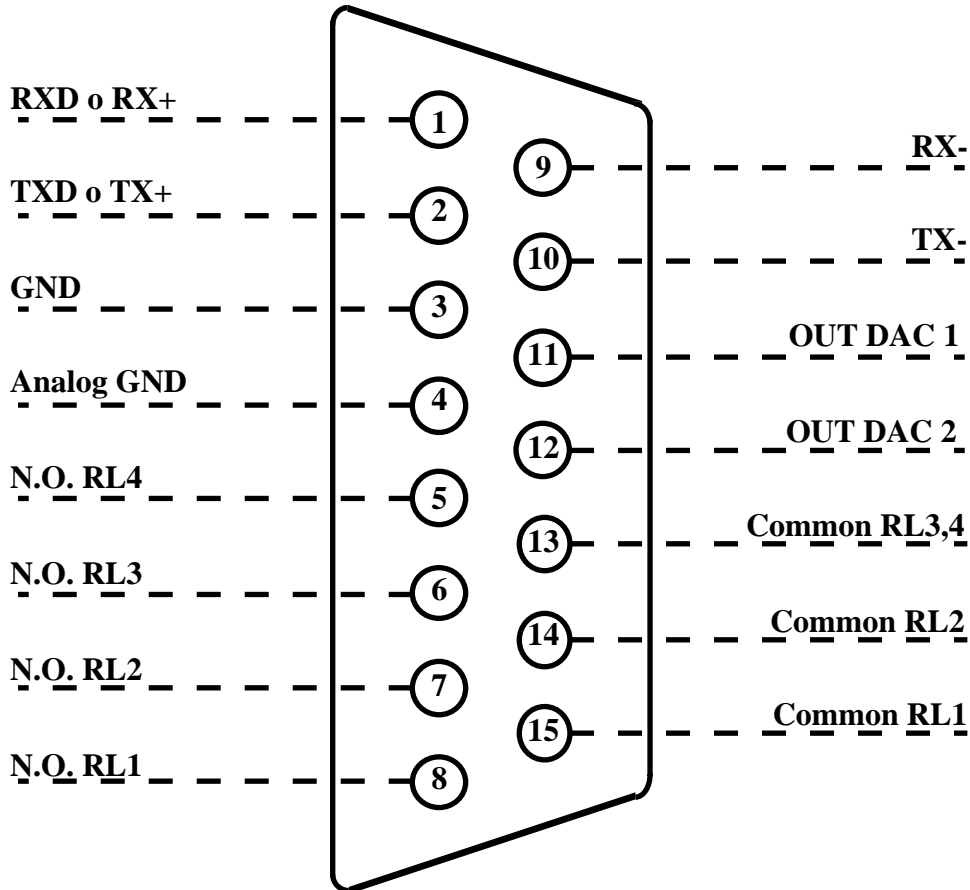 RXD o RX+
1
9
RX-
TXD o TX+
2
10
TX-
GND
3
11
OUT DAC 1
Analog GND
4
12
OUT DAC 2
N.O. RL4
5
13
Common RL3,4
N.O. RL3
6
14
Common RL2
N.O. RL2
7
15
Common RL1
N.O. RL1
8